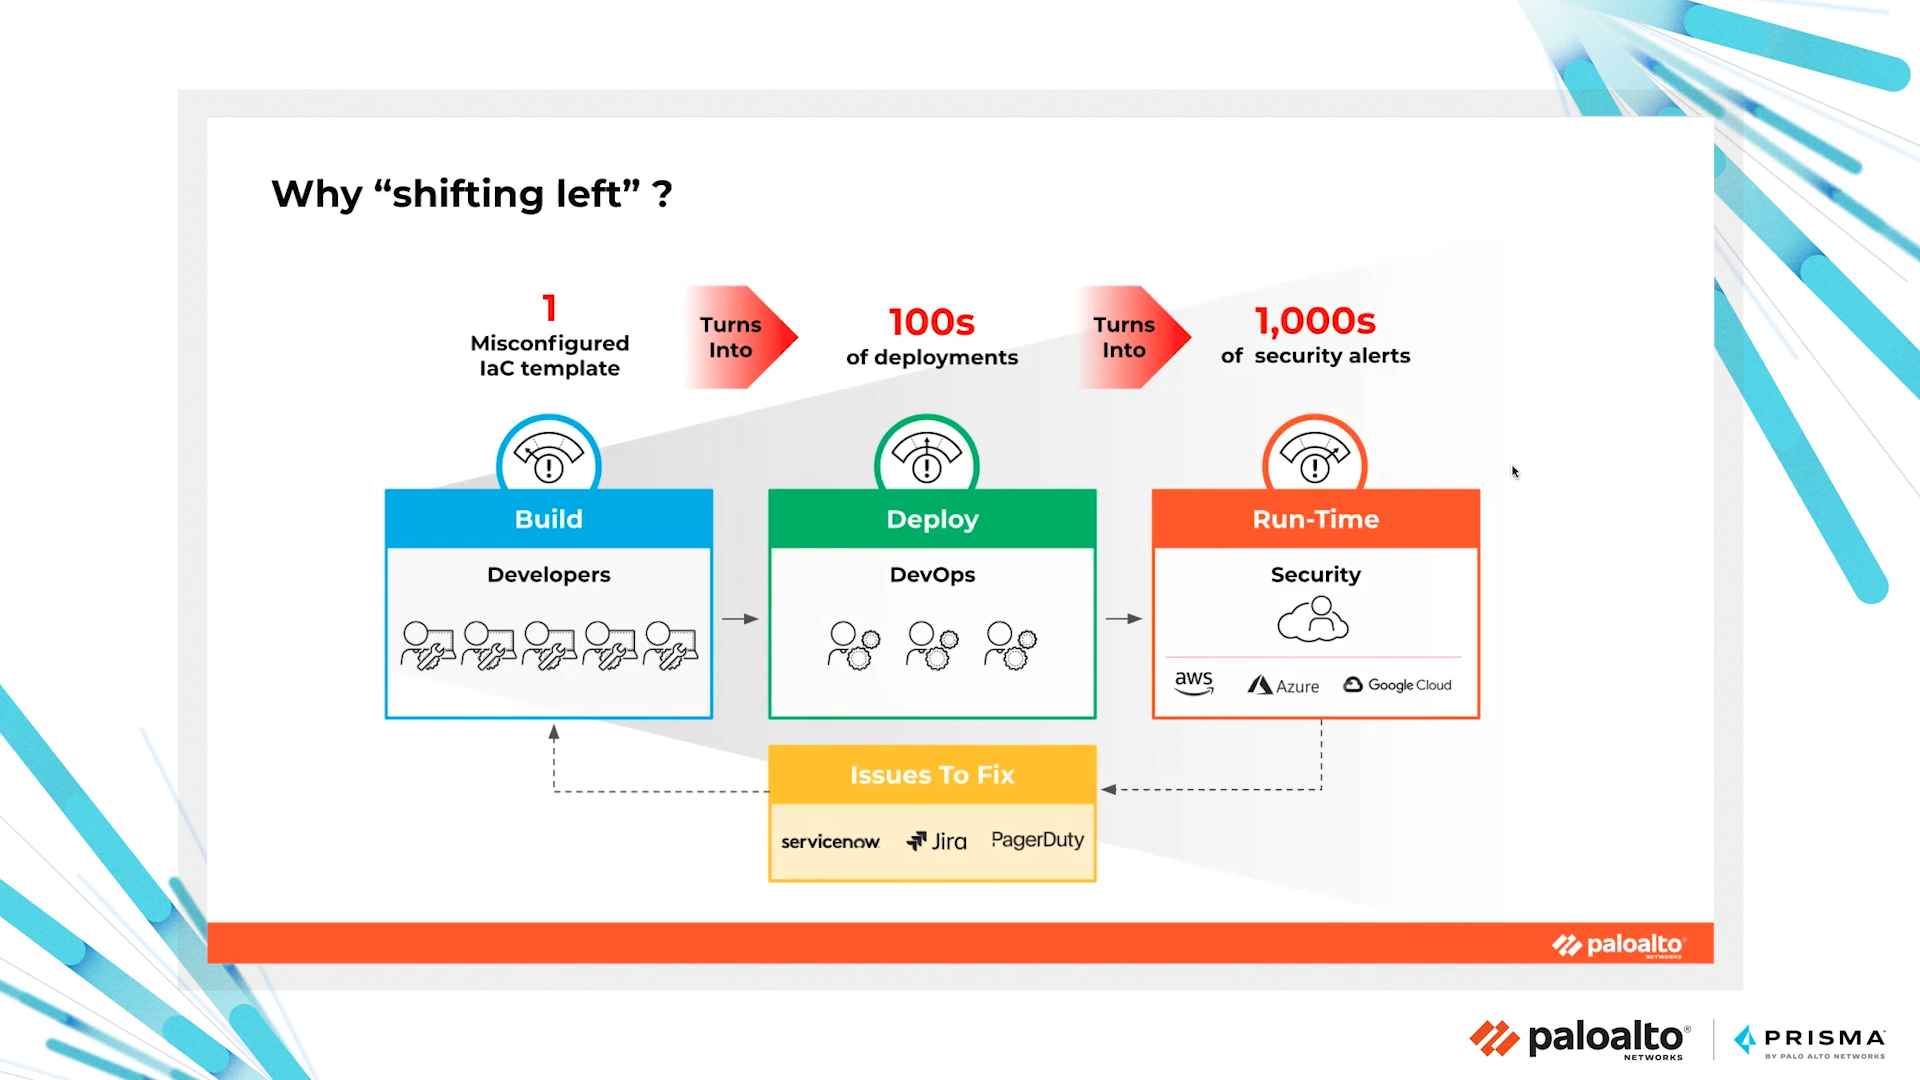 Why “shifting left” ?
1
Misconfigured
IaC template
Turns
Into
100s
of deployments
Turns
Into
1,000s
of  security alerts
Build
Developers
Deploy
DevOps
Run-Time
Security
aws
Azure
Google Cloud
Issues To Fix
servicenow.
Jira
PagerDuty
paloalto®
NETWORKS
paloalto®
NETWORKS
PRISMA™
BY PALO ALTO NETWORKS